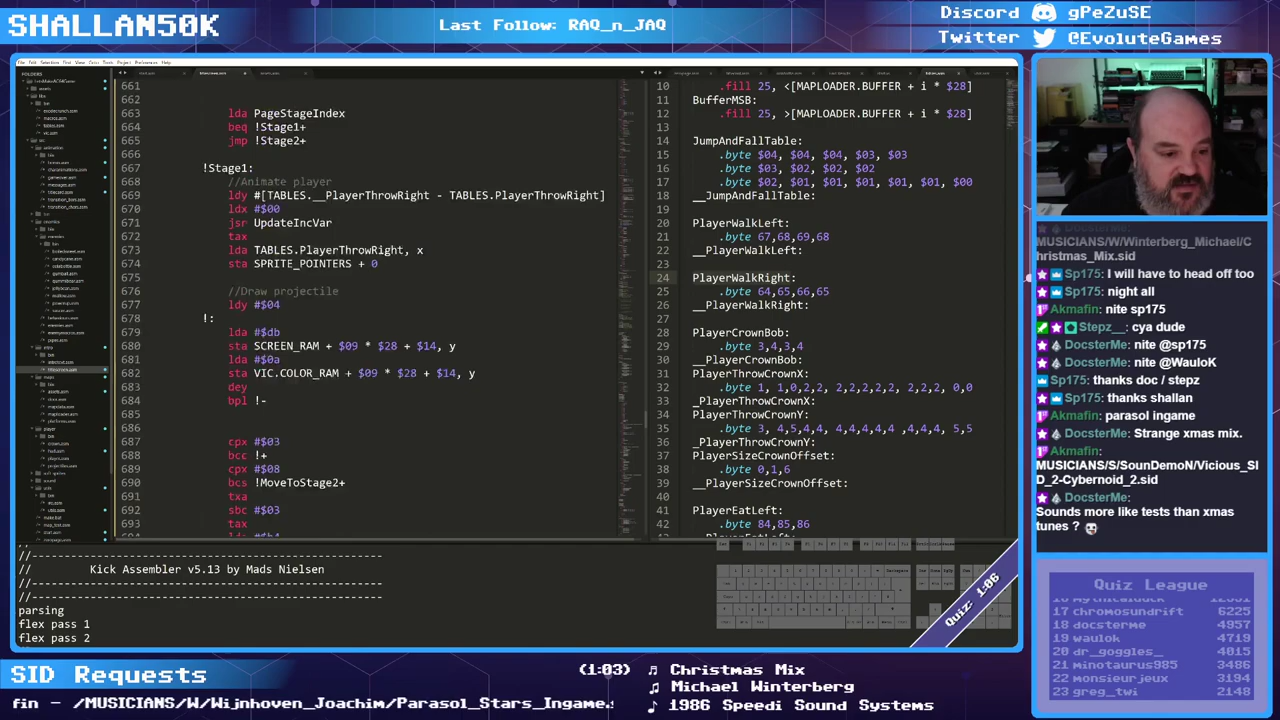 SHALLAN50K
Last Follow: RAQ_n_JAQ
Discord gPeZuSE
Twitter @EvoluteGames
FOLDERS
661
662
663 lda PageStageIndex
664 beq !Stage1+
665 jmp !Stage2+
666
667 !Stage1:
668 //Animate player
669 ldy #[TABLES.__PlayerThrowRight - TABLES.PlayerThrowRight]
670 ldx #$00
671 jsr UpdateIncVar
672 tax
673 lda TABLES.PlayerThrowRight, x
674 sta SPRITE_POINTERS + 0
675
676 //Draw projectile
677 ldy #$04
678 !:
679 lda #$db
680 sta SCREEN_RAM + $09 * $28 + $14, y
681 lda #$0a
682 sta VIC.COLOR_RAM + $09 * $28 + $14, y
683 dey
684 bpl !-
685
686
687 cpx #$03
688 bcc !+
689 cpx #$08
690 bcs !MoveToStage2+
691 txa
692 sbc #$03
693 tax
10 .fill 25, <[MAPLOADER.BUFFER + i * $28]
11 BufferMSB:
12 .fill 25, >[MAPLOADER.BUFFER + i * $28]
13
14 JumpAndFallTable:
15 .byte $04, $04, $04, $03, $03
16 .byte $03, $02, $02, $02
17 .byte $02, $01, $01, $01, $01, $00
18 __JumpAndFallTable:
19
20 PlayerWalkLeft:
21 .byte 67,68,69,68
22 __PlayerWalkLeft:
23
24 PlayerWalkRight:
25 .byte 64,65,66,65
26 __PlayerWalkRight:
27
28 PlayerCrownBob:
29 .byte 3,4,3,4
30 __PlayerCrownBob:
31 PlayerThrowCrownX:
32 .byte 1, 1,0,2,2, 2,2,2,2,2, 2,2,2, 0,0
33 _PlayerThrowCrownX:
34 PlayerThrowCrownY:
35 .byte 3, 4,5,4,4, 4,4,4,4,4 ,4,4,4, 5,5
36 _PlayerThrowCrownY:
37 PlayerSizeCrownOffset:
38 .byte 0,1,6
39 __PlayerSizeCrownOffset:
40
41 PlayerEatLeft:
42 .byte 84,85,86
//------------------------------------------------------
// Kick Assembler v5.13 by Mads Nielsen
//------------------------------------------------------
parsing
flex pass 1
flex pass 2
Quiz: 1:06
MUSICIANS/W/Winterberg_Michael/C
hristmas_Mix.sid
Sp175: I will have to head off too
Sp175: night all
Akmafin: nite sp175
Stepz__: cya dude
DocsterMe: nite @sp175
DocsterMe: nite @WauloK
Sp175: thanks doc / stepz
Sp175: thanks shallan
Akmafin: parasol ingame
DocsterMe: Strange xmas mix.
Akmafin:
MUSICIANS/S/SounDemoN/Vicious_SI
D_2-Cybernoid_2.sid
DocsterMe:
Sounds more like tests than xmas
tunes ?
Quiz League
17 chromosundrift 6225
18 docsterme 4957
19 waulok 4719
20 dr_goggles_ 4015
21 minotaurus985 3486
22 monsieurjeux 3194
23 greg_twi 2148
SID Requests
fin - /MUSICIANS/W/Wijnhoven_Joachim/Parasol_Stars_Ingame.s
(1:03) Christmas Mix
Michael Winterberg
1986 Speedi Sound Systems